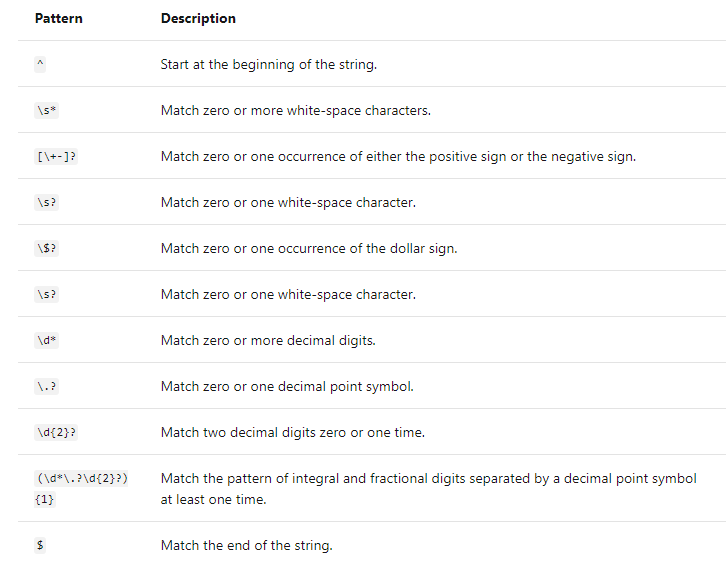 Pattern Description
^ Start at the beginning of the string.
\s* Match zero or more white-space characters.
[\+-]? Match zero or one occurrence of either the positive sign or the negative sign.
\s? Match zero or one white-space character.
\$? Match zero or one occurrence of the dollar sign.
\s? Match zero or one white-space character.
\d* Match zero or more decimal digits.
\.? Match zero or one decimal point symbol.
\d{2}? Match two decimal digits zero or one time.
(\d*\.?\d{2}?) Match the pattern of integral and fractional digits separated by a decimal point symbol
{1} at least one time.
$ Match the end of the string.